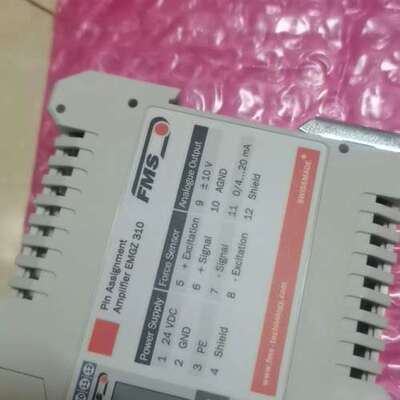 FMS
Pin Assignment
Amplifier EMGZ 310
Power Supply Force Sensor Analogue Output
1 24 VDC 5 + Excitation 9 ± 10 V
2 GND 6 + Signal 10 AGND
3 PE 7 - Signal 11 0/4...20 mA
4 Shield 8 - Excitation 12 Shield
www.fms-technology.com
SWISSMADE